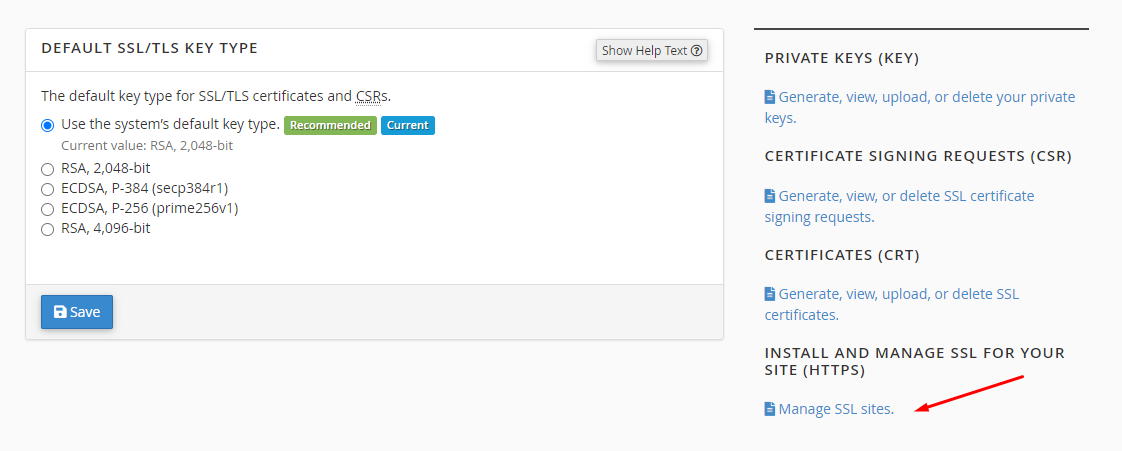 DEFAULT SSL/TLS KEY TYPE
Show Help Text
The default key type for SSL/TLS certificates and CSRs.
Use the system’s default key type. Recommended Current
Current value: RSA, 2,048-bit
RSA, 2,048-bit
ECDSA, P-384 (secp384r1)
ECDSA, P-256 (prime256v1)
RSA, 4,096-bit
Save
PRIVATE KEYS (KEY)
Generate, view, upload, or delete your private
keys.
CERTIFICATE SIGNING REQUESTS (CSR)
Generate, view, or delete SSL certificate
signing requests.
CERTIFICATES (CRT)
Generate, view, upload, or delete SSL
certificates.
INSTALL AND MANAGE SSL FOR YOUR
SITE (HTTPS)
Manage SSL sites.